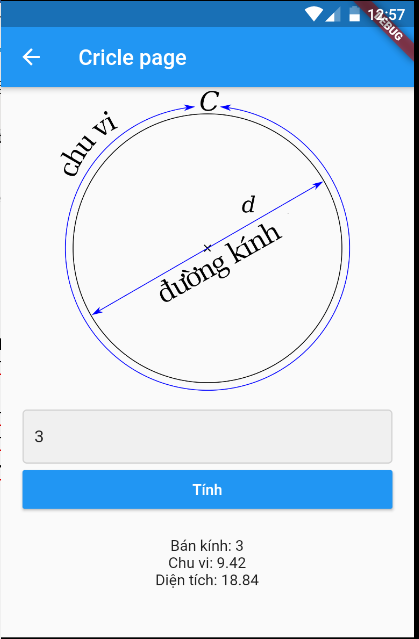 12:57
DEBUG
Cricle page
C
chu vi
d
đường kính
3
Tính
Bán kính: 3
Chu vi: 9.42
Diện tích: 18.84